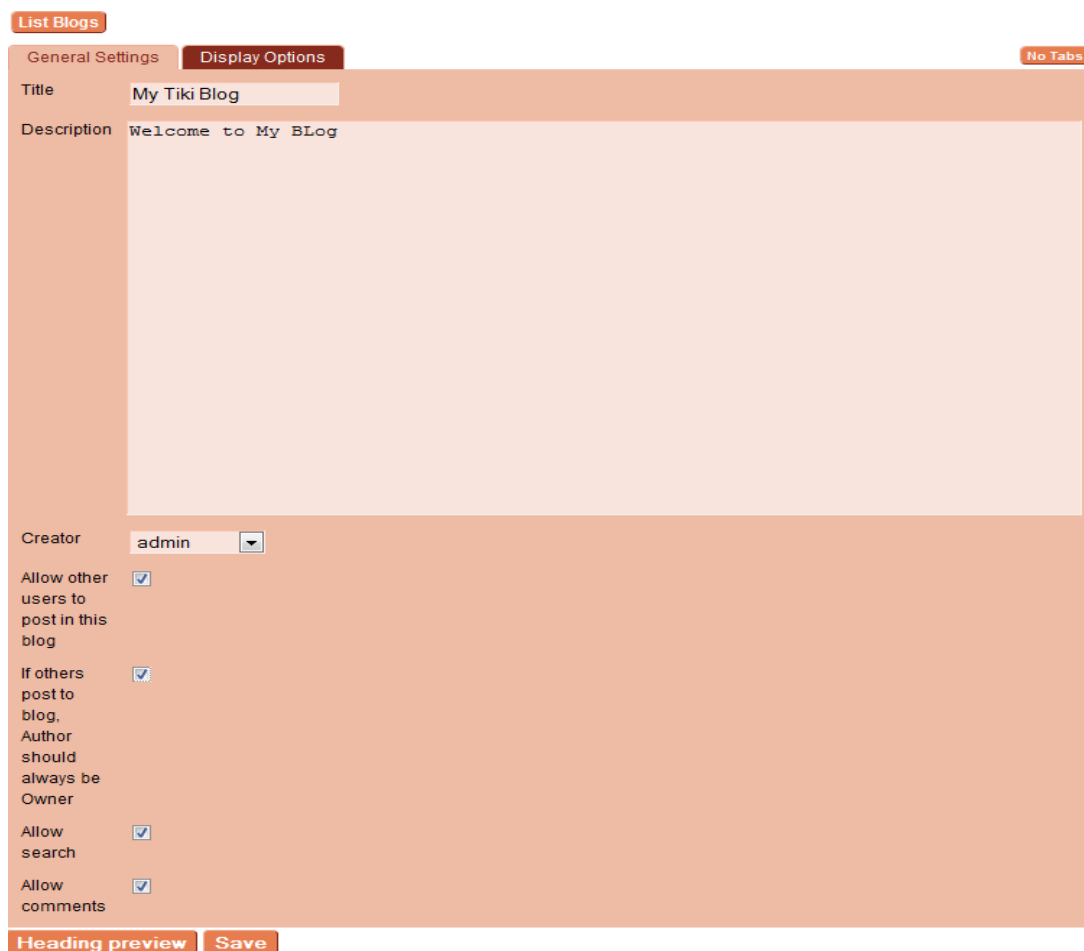 List Blogs
General Settings Display Options No Tabs
Title My Tiki Blog
Description Welcome to My BLog
Creator admin
Allow other
users to
post in this
blog
If others
post to
blog,
Author
should
always be
Owner
Allow
search
Allow
comments
Heading preview Save